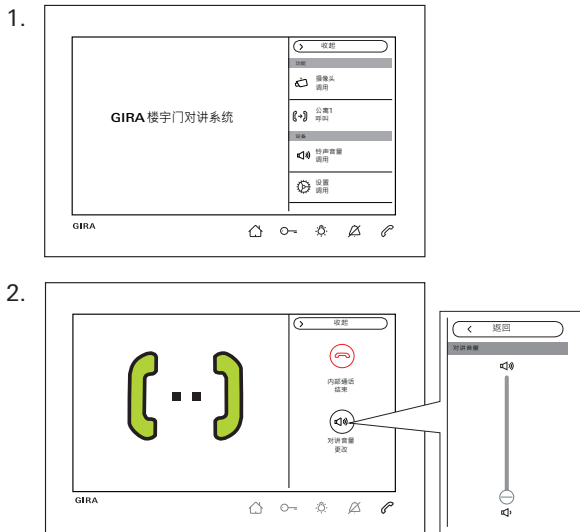 1.
收起
功能
GIRA 楼宇门对讲系统
摄像头
调用
公寓1
呼叫
设备
铃声音量
调用
设置
调用
GIRA
2.
收起
内部通话
结束
对讲音量
更改
GIRA
返回
对讲音量